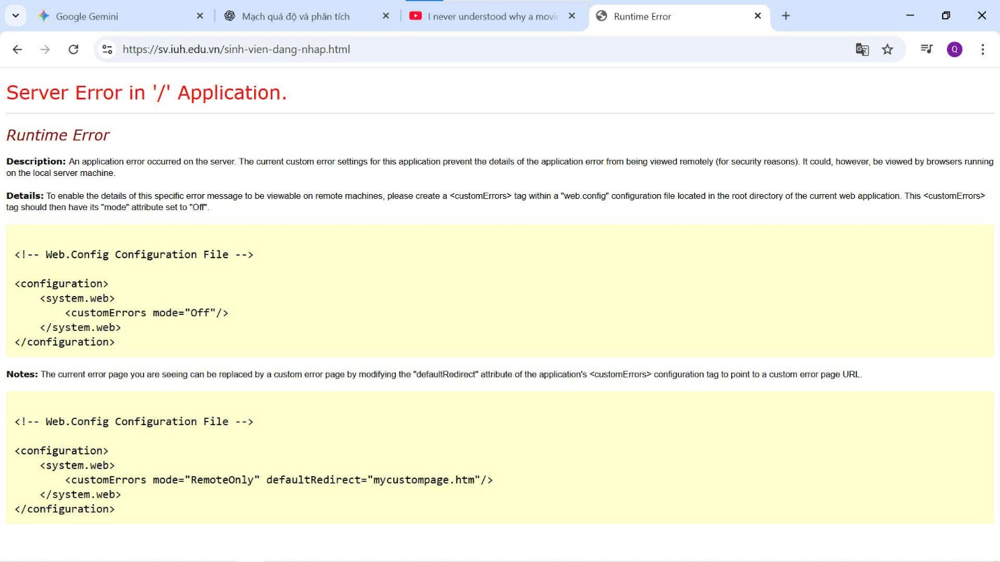 Google Gemini
Mạch quá độ và phân tích
I never understood why a movi
Runtime Error
https://sv.iuh.edu.vn/sinh-vien-dang-nhap.html
Q
Server Error in '/' Application.
Runtime Error
Description: An application error occurred on the server. The current custom error settings for this application prevent the details of the application error from being viewed remotely (for security reasons). It could, however, be viewed by browsers running
on the local server machine.
Details: To enable the details of this specific error message to be viewable on remote machines, please create a <customErrors> tag within a "web.config" configuration file located in the root directory of the current web application. This <customErrors>
tag should then have its "mode" attribute set to "Off".
<!-- Web.Config Configuration File -->
<configuration>
    <system.web>
        <customErrors mode="Off"/>
    </system.web>
</configuration>
Notes: The current error page you are seeing can be replaced by a custom error page by modifying the "defaultRedirect" attribute of the application's <customErrors> configuration tag to point to a custom error page URL.
<!-- Web.Config Configuration File -->
<configuration>
    <system.web>
        <customErrors mode="RemoteOnly" defaultRedirect="mycustompage.htm"/>
    </system.web>
</configuration>